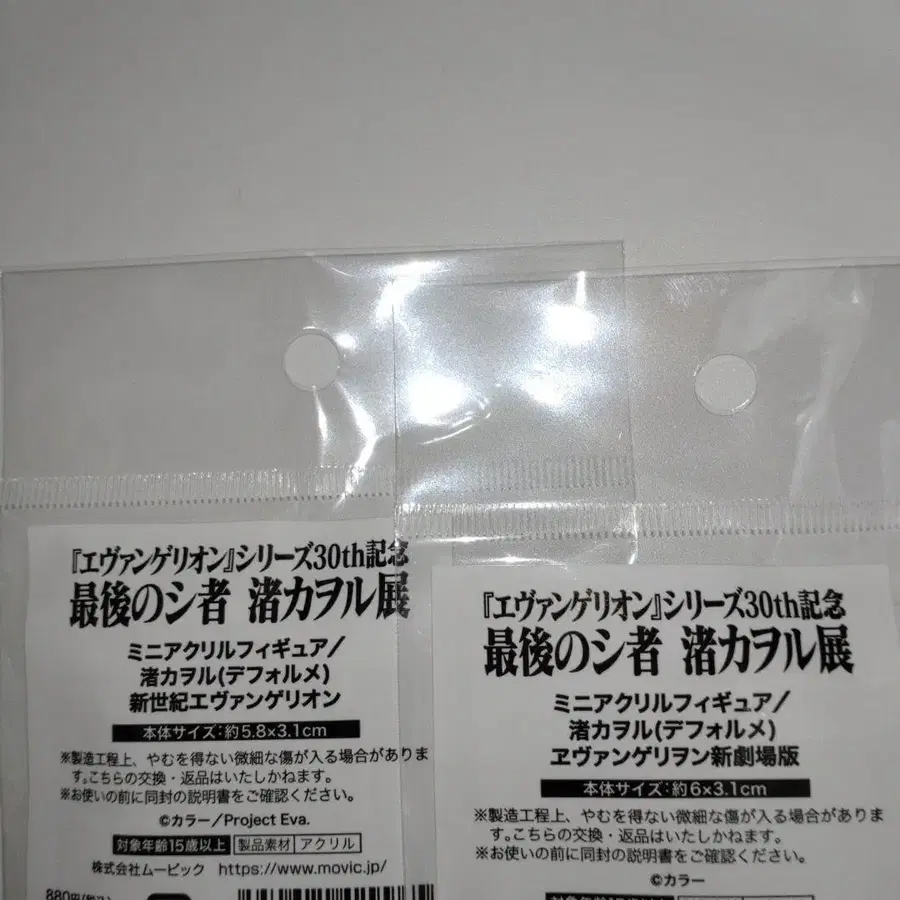 『エヴァンゲリオン』シリーズ30th記念
最後のシ者 渚カヲル展
ミニアクリルフィギュア/
渚カヲル(デフォルメ)
新世紀エヴァンゲリオン
本体サイズ:約5.8×3.1cm
※製造工程上、やむを得ない微細な傷が入る場合がありま
す。こちらの交換・返品はいたしかねます。
※お使いの前に同封の説明書をご確認ください。
©カラー/Project Eva.
対象年齢15歳以上 製品素材 アクリル
株式会社ムービック https://www.movic.jp/
880円(税込)
『エヴァンゲリオン』シリーズ30th記念
最後のシ者 渚カヲル展
ミニアクリルフィギュア/
渚カヲル(デフォルメ)
ヱヴァンゲリヲン新劇場版
本体サイズ:約6×3.1cm
※製造工程上、やむを得ない微細な傷が入る場合がありま
す。こちらの交換・返品はいたしかねます。
※お使いの前に同封の説明書をご確認ください。
©カラー